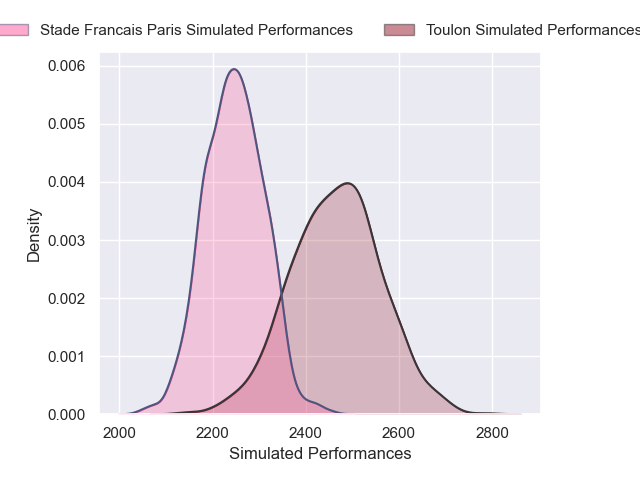 Stade Francais Paris Simulated Performances
Toulon Simulated Performances
0.006
0.005
0.004
0.003
0.002
0.001
0.000
Density
2000 2200 2400 2600 2800
Simulated Performances